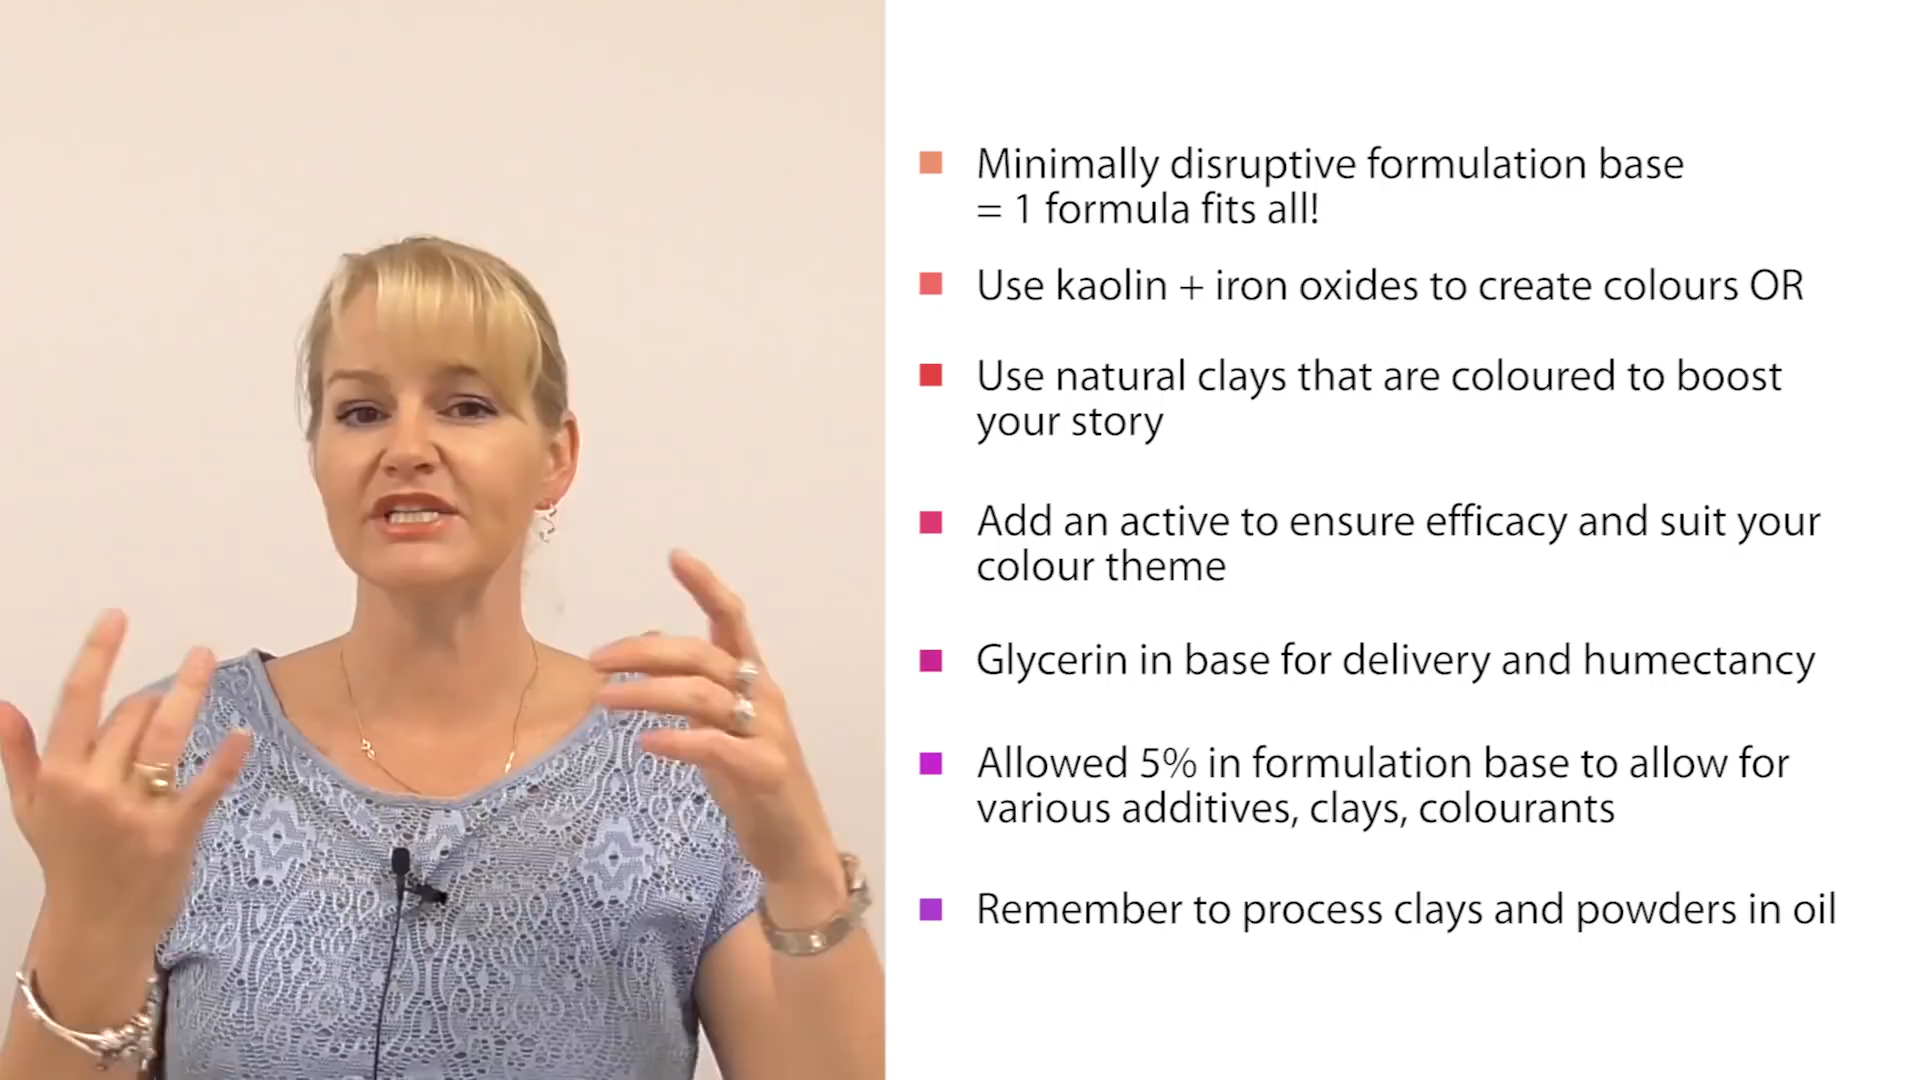 Minimally disruptive formulation base
= 1 formula fits all!
Use kaolin + iron oxides to create colours OR
Use natural clays that are coloured to boost
your story
Add an active to ensure efficacy and suit your
colour theme
Glycerin in base for delivery and humectancy
Allowed 5% in formulation base to allow for
various additives, clays, colourants
Remember to process clays and powders in oil